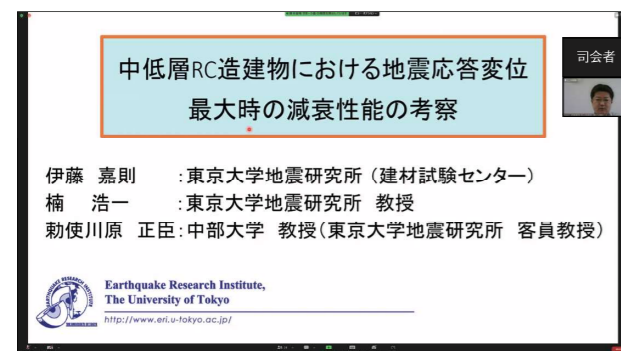 中低層RC造建物における地震応答変位
最大時の減衰性能の考察
司会者
伊藤 嘉則 :東京大学地震研究所 (建材試験センター)
楠 浩一 :東京大学地震研究所 教授
勅使川原 正臣:中部大学 教授(東京大学地震研究所 客員教授)
Earthquake Research Institute,
The University of Tokyo
http://www.eri.u-tokyo.ac.jp/